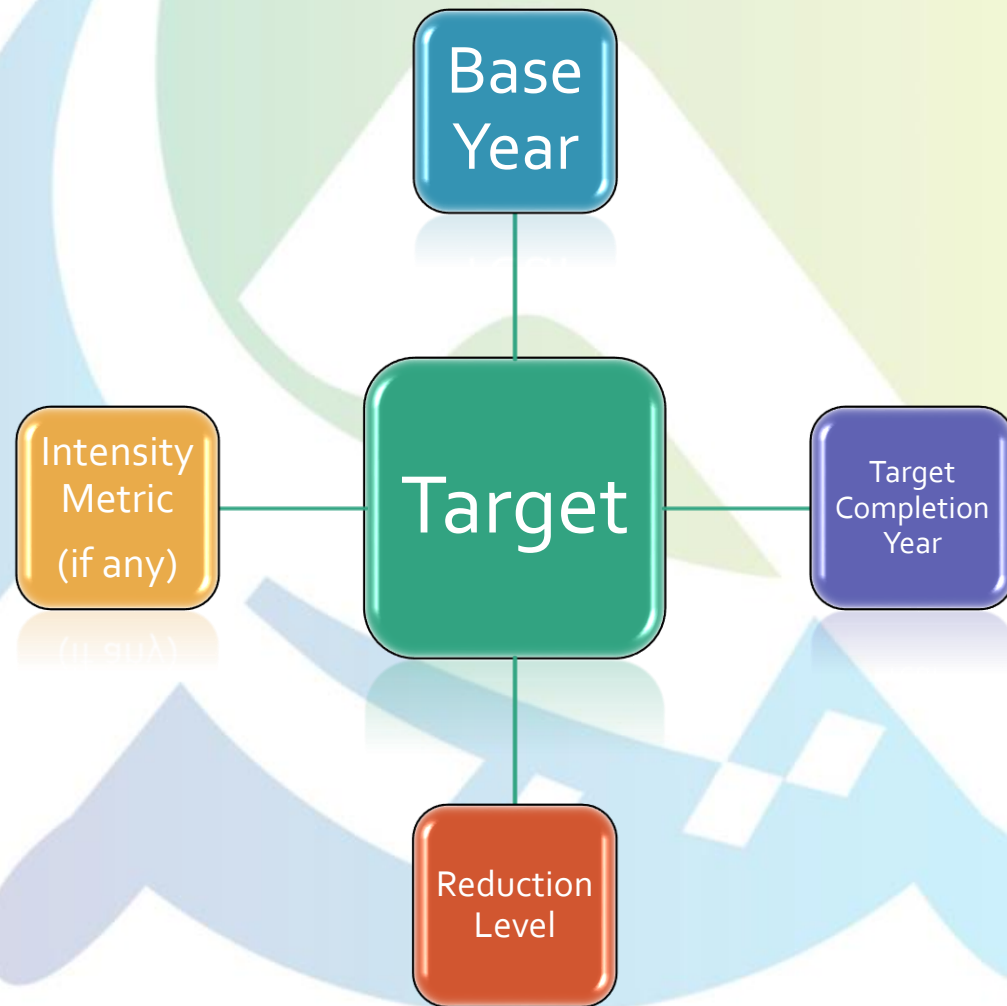 Base
Year
Intensity
Metric
(if any)
Target
Target
Completion
Year
Reduction
Level